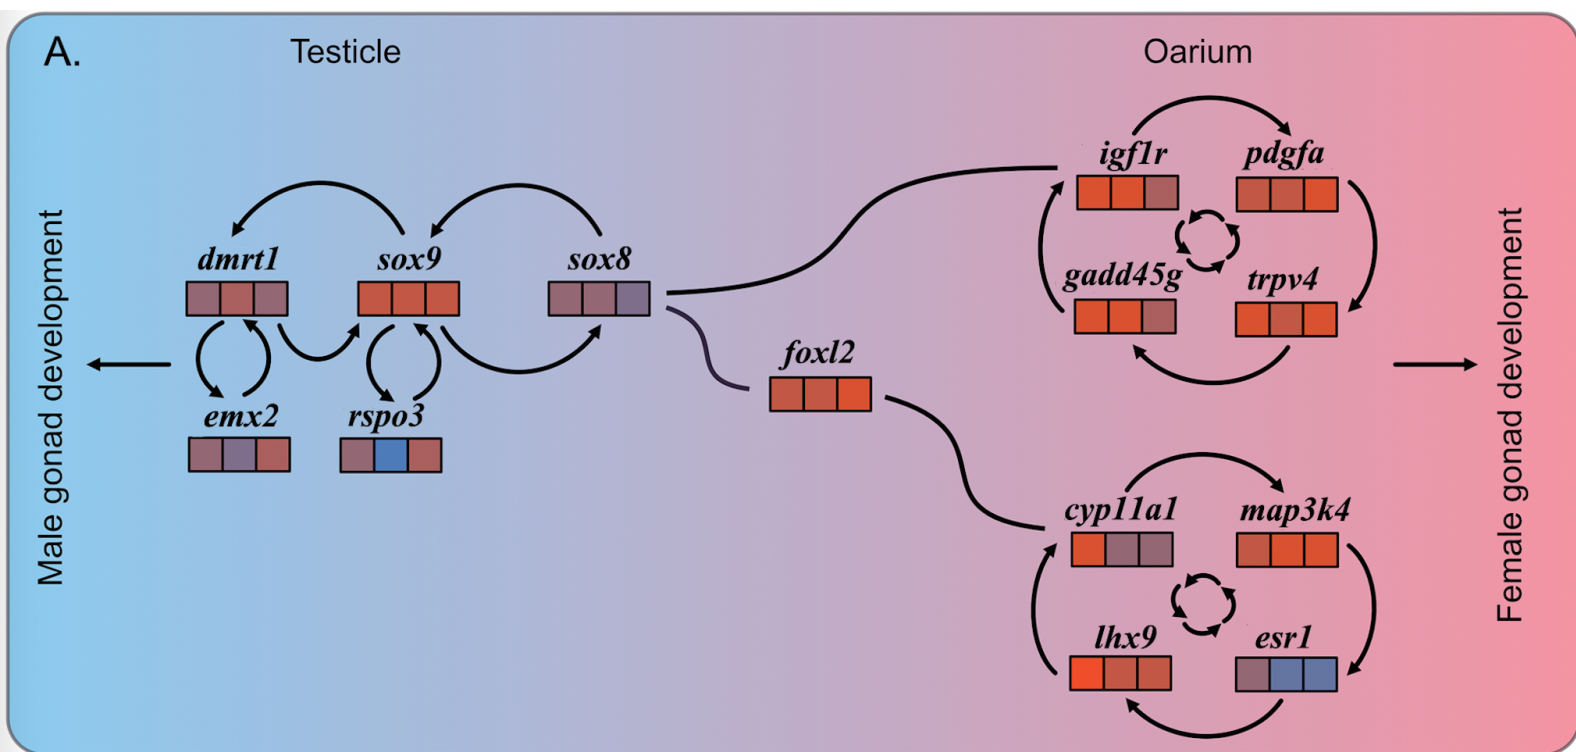 A.
Testicle
Oarium
Male gonad development
dmrt1
sox9
sox8
emx2
rspo3
foxl2
igf1r
pdgfa
gadd45g
trpv4
cyp11a1
map3k4
lhx9
esr1
Female gonad development